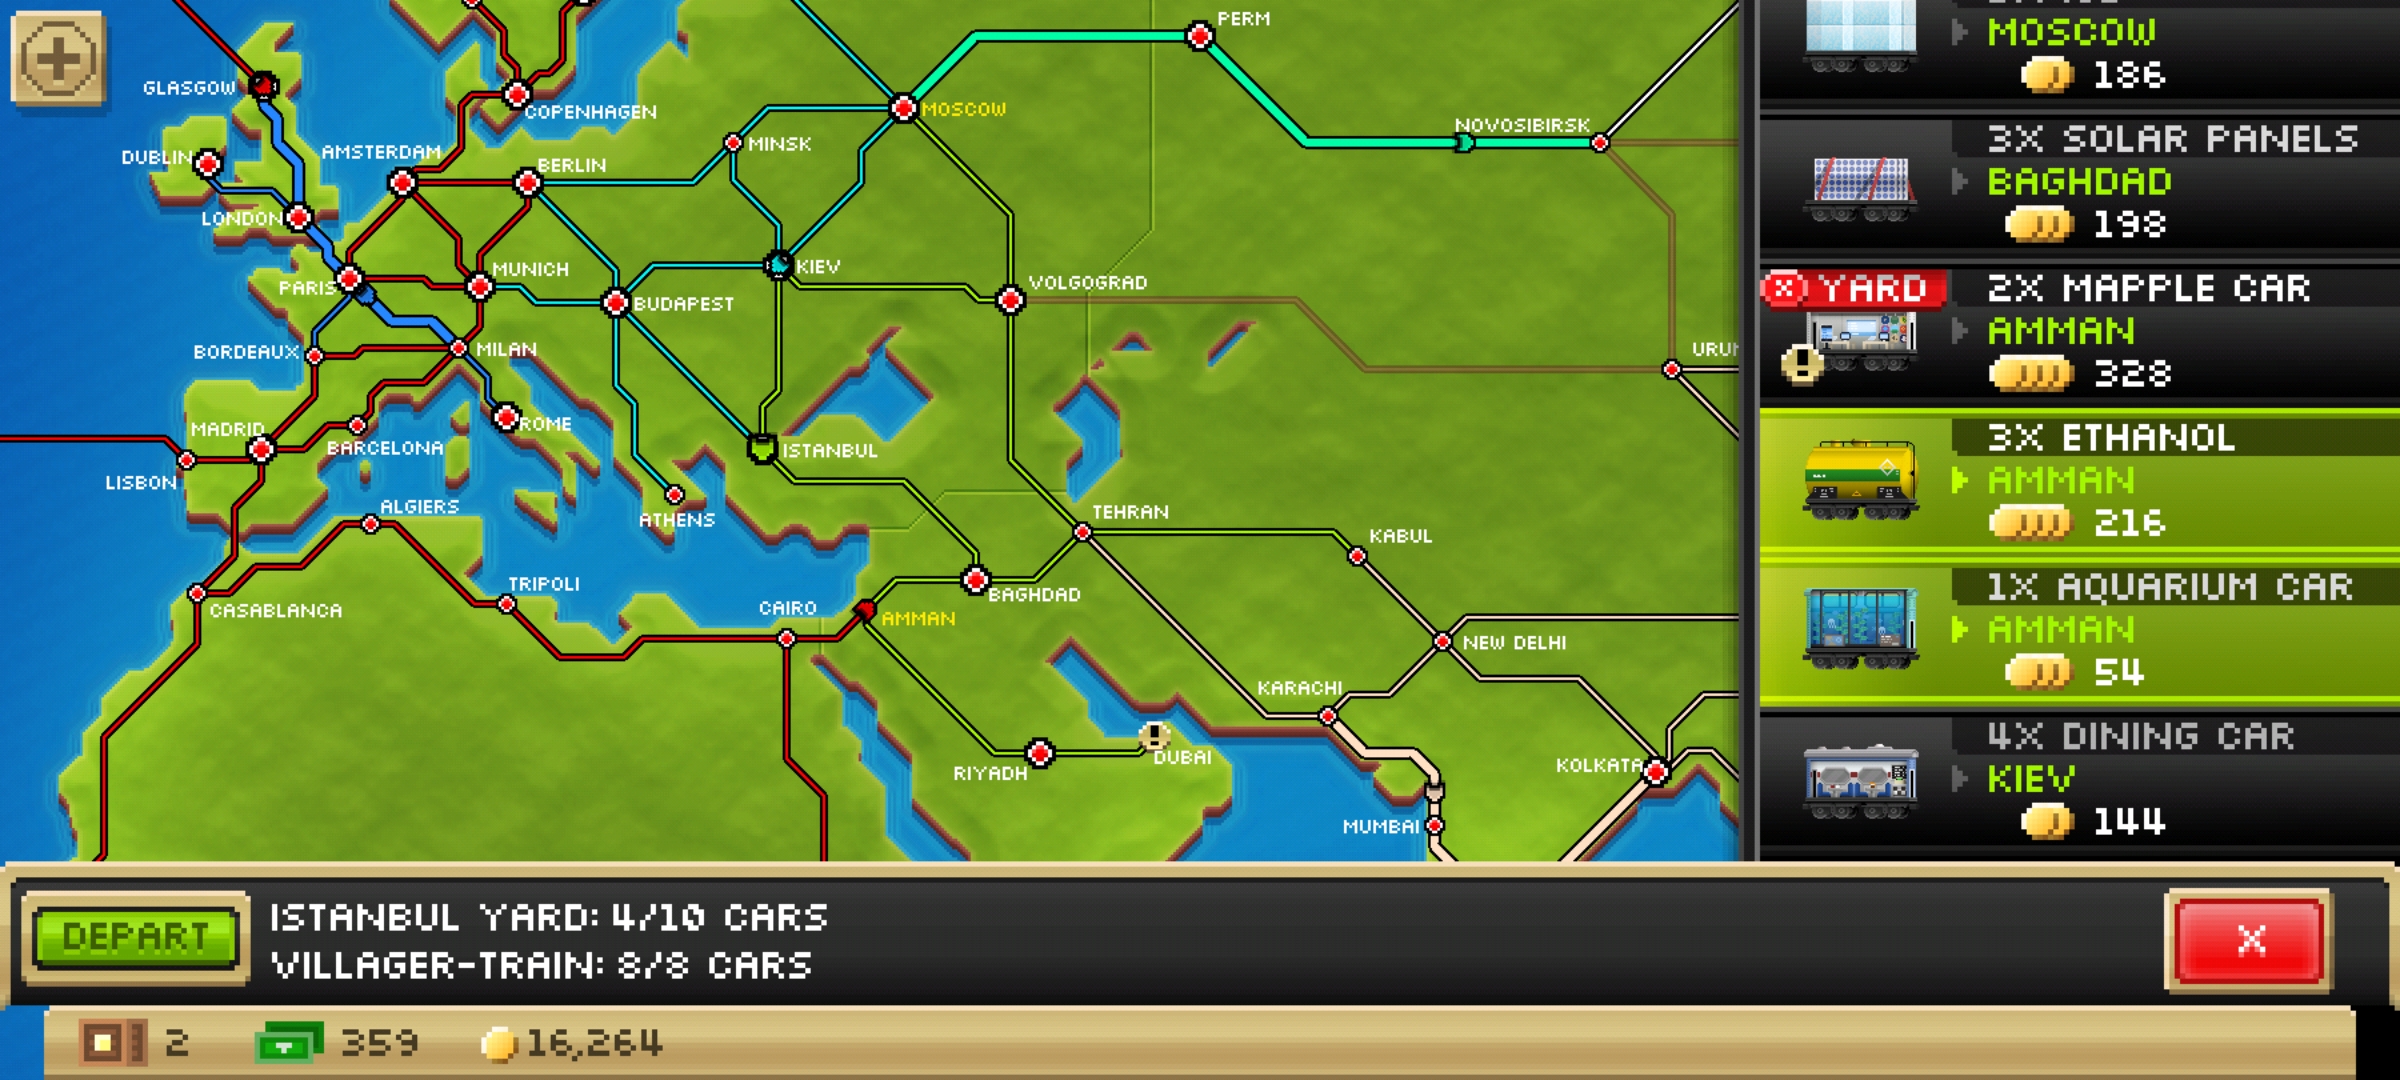 PERM
GLASGOW
COPENHAGEN
MOSCOW
NOVOSIBIRSK
MINSK
AMSTERDAM
DUBLIN
BERLIN
LONDON
KIEV
MUNICH
PARIS
VOLGOGRAD
BUDAPEST
BORDEAUX
MILAN
ROME
MADRID
BARCELONA
ISTANBUL
LISBON
ALGIERS
ATHENS
TEHRAN
KABUL
TRIPOLI
CASABLANCA
CAIRO
BAGHDAD
AMMAN
NEW DELHI
KARACHI
RIYADH
DUBAI
KOLKATA
MUMBAI
MOSCOW
186
3X SOLAR PANELS
BAGHDAD
198
X YARD
2X MAPPLE CAR
AMMAN
328
3X ETHANOL
AMMAN
216
1X AQUARIUM CAR
AMMAN
54
4X DINING CAR
KIEV
144
DEPART
ISTANBUL YARD: 4/10 CARS
VILLAGER-TRAIN: 8/8 CARS
X
2
359
16,264